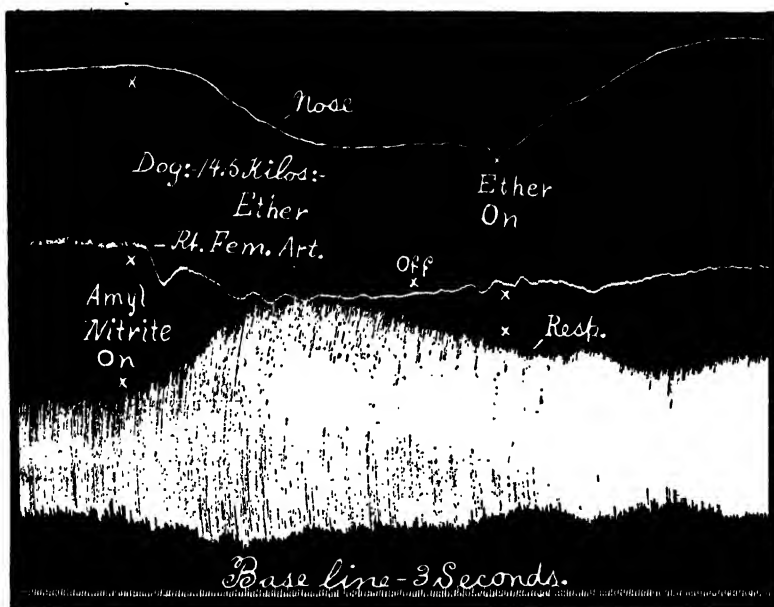 Nose
Dog:-14.5 Kilos:-
Ether
Ether
On
Rt. Fem. Art.
Off
Amyl
Nitrite
On
Resp.
Base line-3 Seconds.